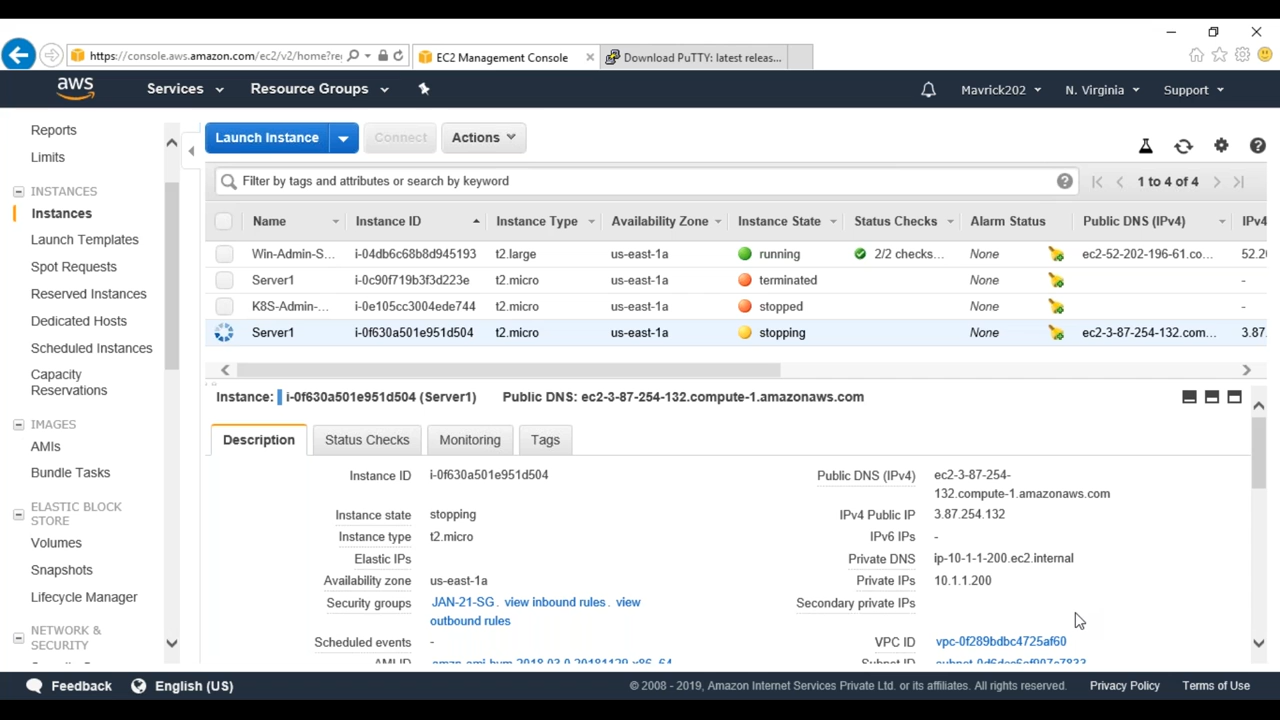 https://console.aws.amazon.com/ec2/v2/home?re
EC2 Management Console
Download PuTTY: latest releas...
aws
Services
Resource Groups
Mavrick202
N. Virginia
Support
Reports
Limits
INSTANCES
Instances
Launch Templates
Spot Requests
Reserved Instances
Dedicated Hosts
Scheduled Instances
Capacity
Reservations
IMAGES
AMIs
Bundle Tasks
ELASTIC BLOCK
STORE
Volumes
Snapshots
Lifecycle Manager
NETWORK &
SECURITY
Launch Instance
Connect
Actions
Filter by tags and attributes or search by keyword
1 to 4 of 4
Name Instance ID Instance Type Availability Zone Instance State Status Checks Alarm Status Public DNS (IPv4) IPv4
Win-Admin-S... i-04db6c68b8d945193 t2.large us-east-1a running 2/2 checks... None ec2-52-202-196-61.co... 52.20
Server1 i-0c90f719b3f3d223e t2.micro us-east-1a terminated None -
K8S-Admin-... i-0e105cc3004ede744 t2.micro us-east-1a stopped None -
Server1 i-0f630a501e951d504 t2.micro us-east-1a stopping None ec2-3-87-254-132.com... 3.87.
Instance: i-0f630a501e951d504 (Server1) Public DNS: ec2-3-87-254-132.compute-1.amazonaws.com
Description
Status Checks
Monitoring
Tags
Instance ID i-0f630a501e951d504
Instance state stopping
Instance type t2.micro
Elastic IPs
Availability zone us-east-1a
Security groups JAN-21-SG. view inbound rules. view
outbound rules
Scheduled events -
AMI ID amzn-ami-hvm-2018.03.0.20181129-x86_64
Public DNS (IPv4) ec2-3-87-254-
132.compute-1.amazonaws.com
IPv4 Public IP 3.87.254.132
IPv6 IPs -
Private DNS ip-10-1-1-200.ec2.internal
Private IPs 10.1.1.200
Secondary private IPs
VPC ID vpc-0f289bdbc4725af60
Subnet ID
Feedback
English (US)
© 2008 - 2019, Amazon Internet Services Private Ltd. or its affiliates. All rights reserved.
Privacy Policy
Terms of Use